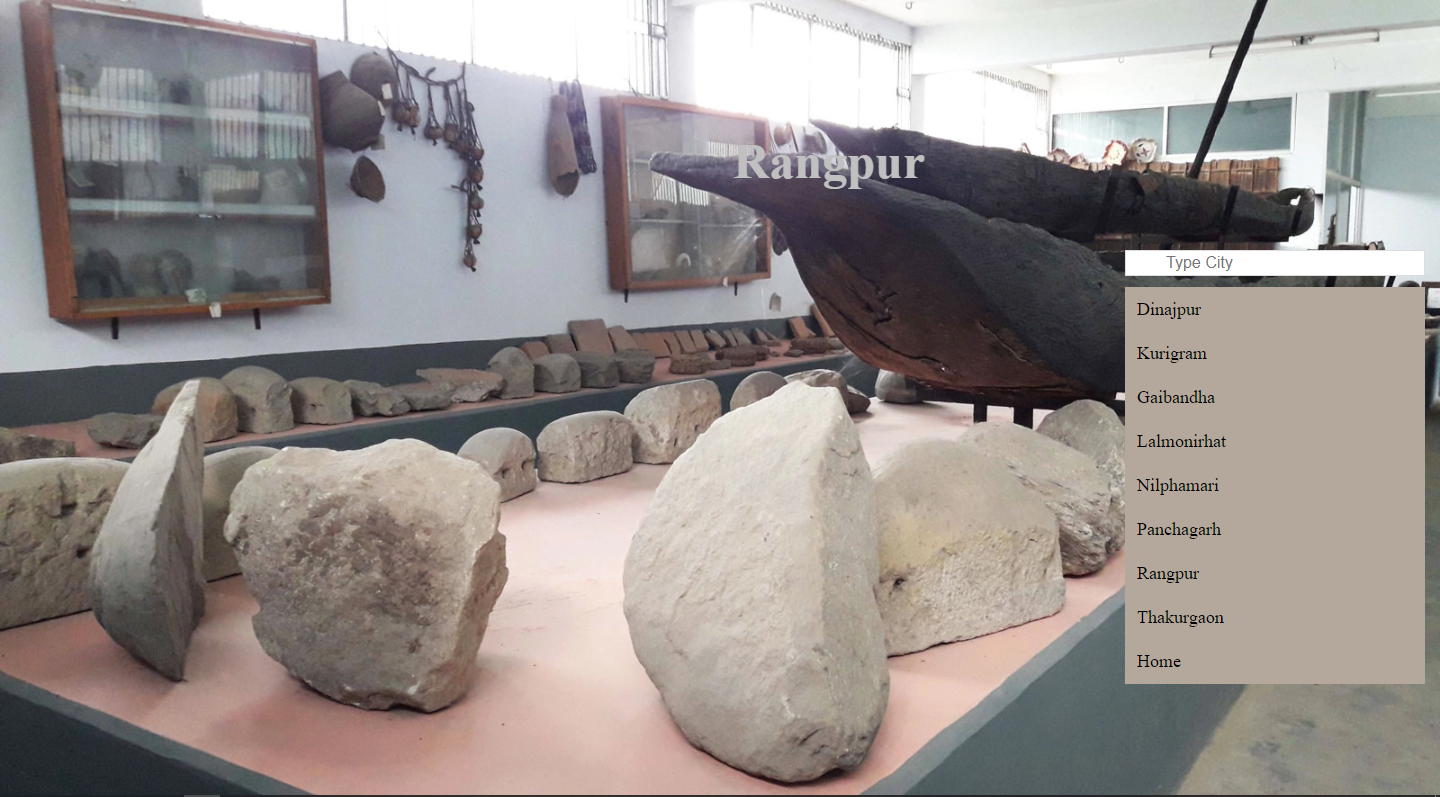 Rangpur
Type City
Dinajpur
Kurigram
Gaibandha
Lalmonirhat
Nilphamari
Panchagarh
Rangpur
Thakurgaon
Home